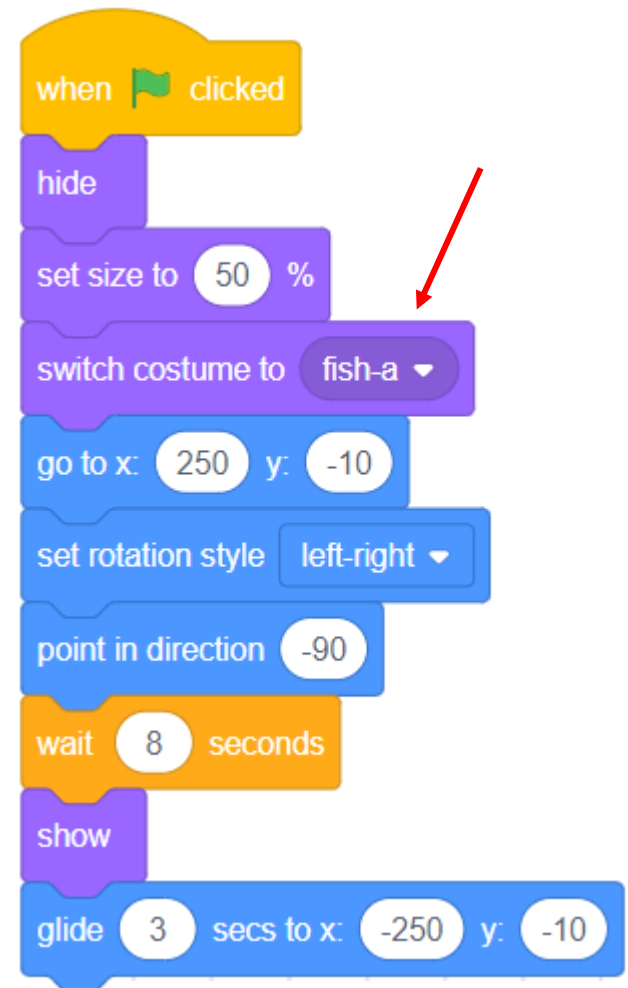 when clicked
hide
set size to 50 %
switch costume to fish-a
go to x: 250 y: -10
set rotation style left-right
point in direction -90
wait 8 seconds
show
glide 3 secs to x: -250 y: -10